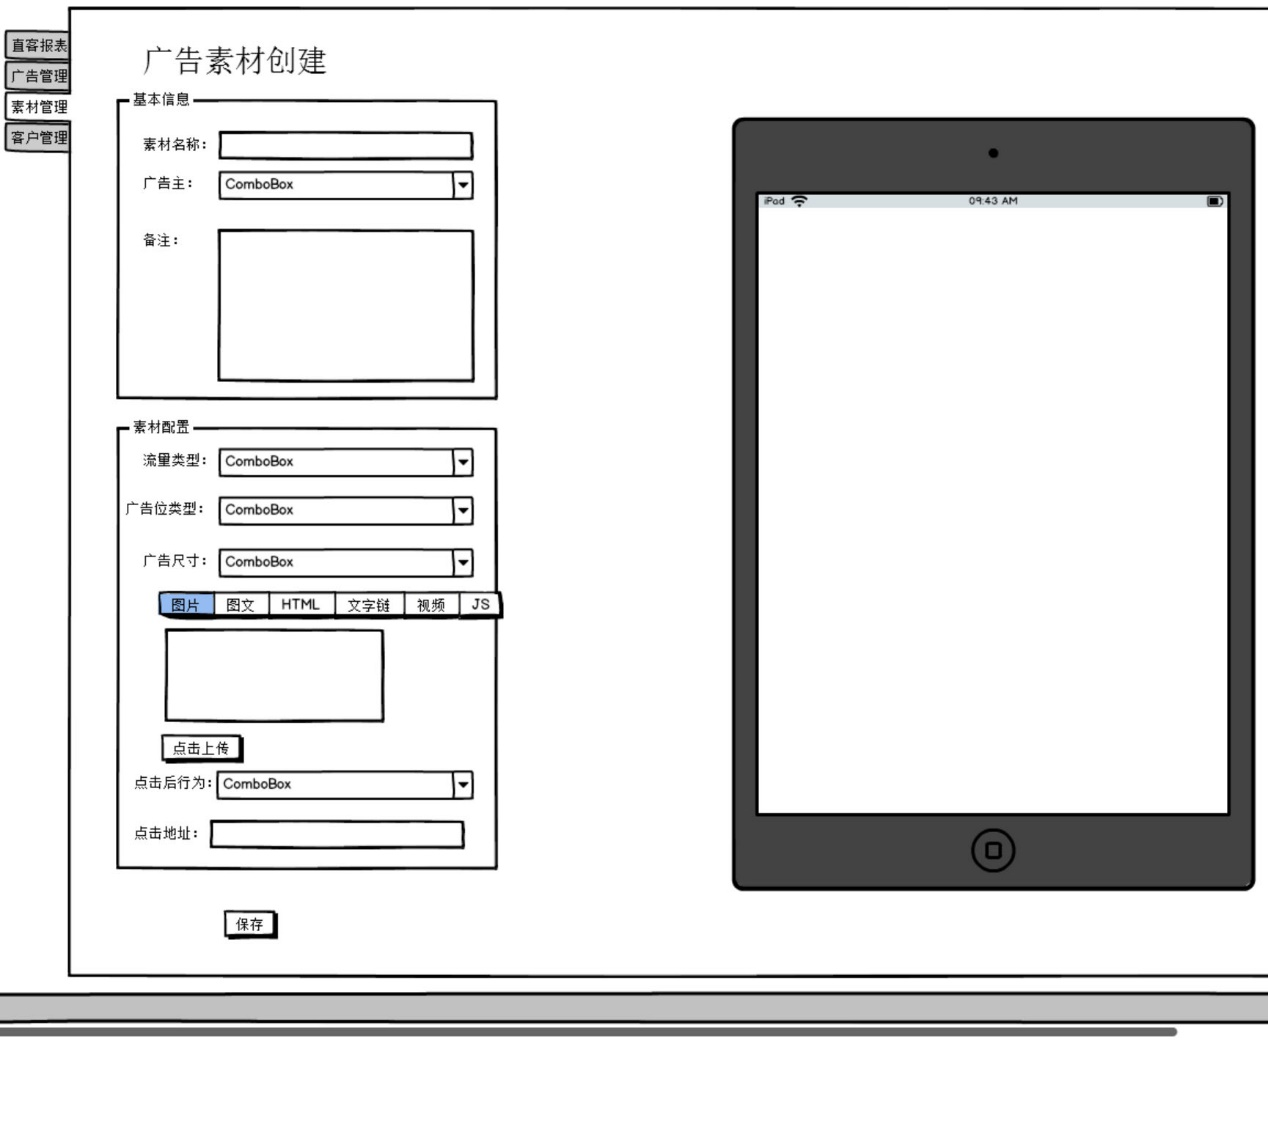 直客报表
广告管理
素材管理
客户管理
广告素材创建
基本信息
素材名称：
广告主： ComboBox
备注：
素材配置
流量类型： ComboBox
广告位类型： ComboBox
广告尺寸： ComboBox
图片 图文 HTML 文字链 视频 JS
点击上传
点击后行为： ComboBox
点击地址：
保存
iPad 09:43 AM